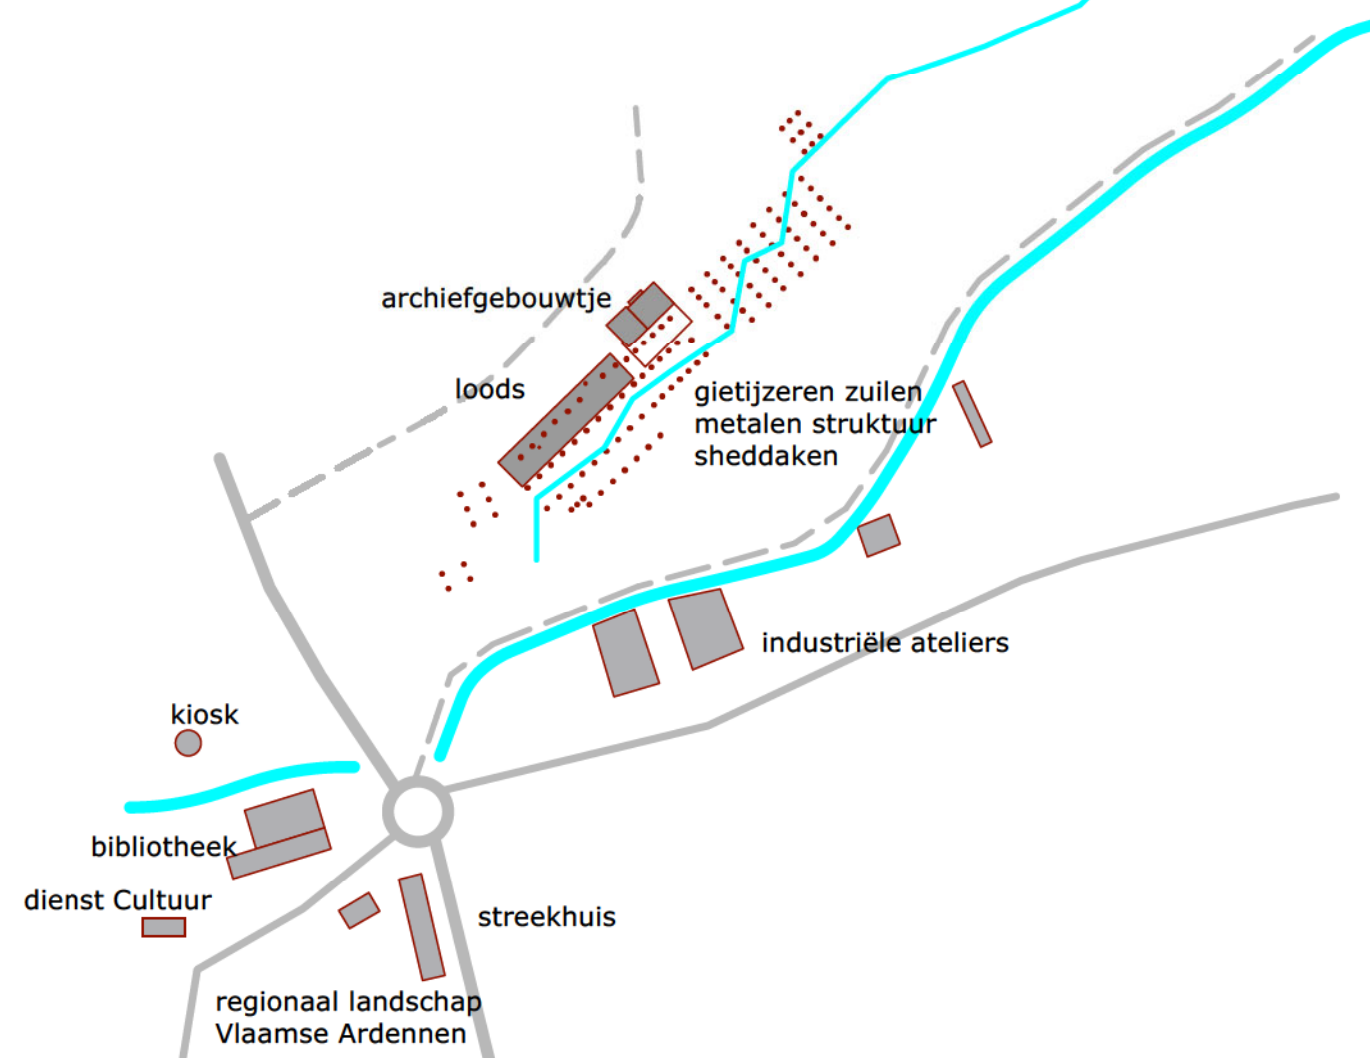 archiefgebouwtje
loods
gietijzeren zuilen
metalen struktuur
sheddaken
industriële ateliers
kiosk
bibliotheek
dienst Cultuur
streekhuis
regionaal landschap
Vlaamse Ardennen